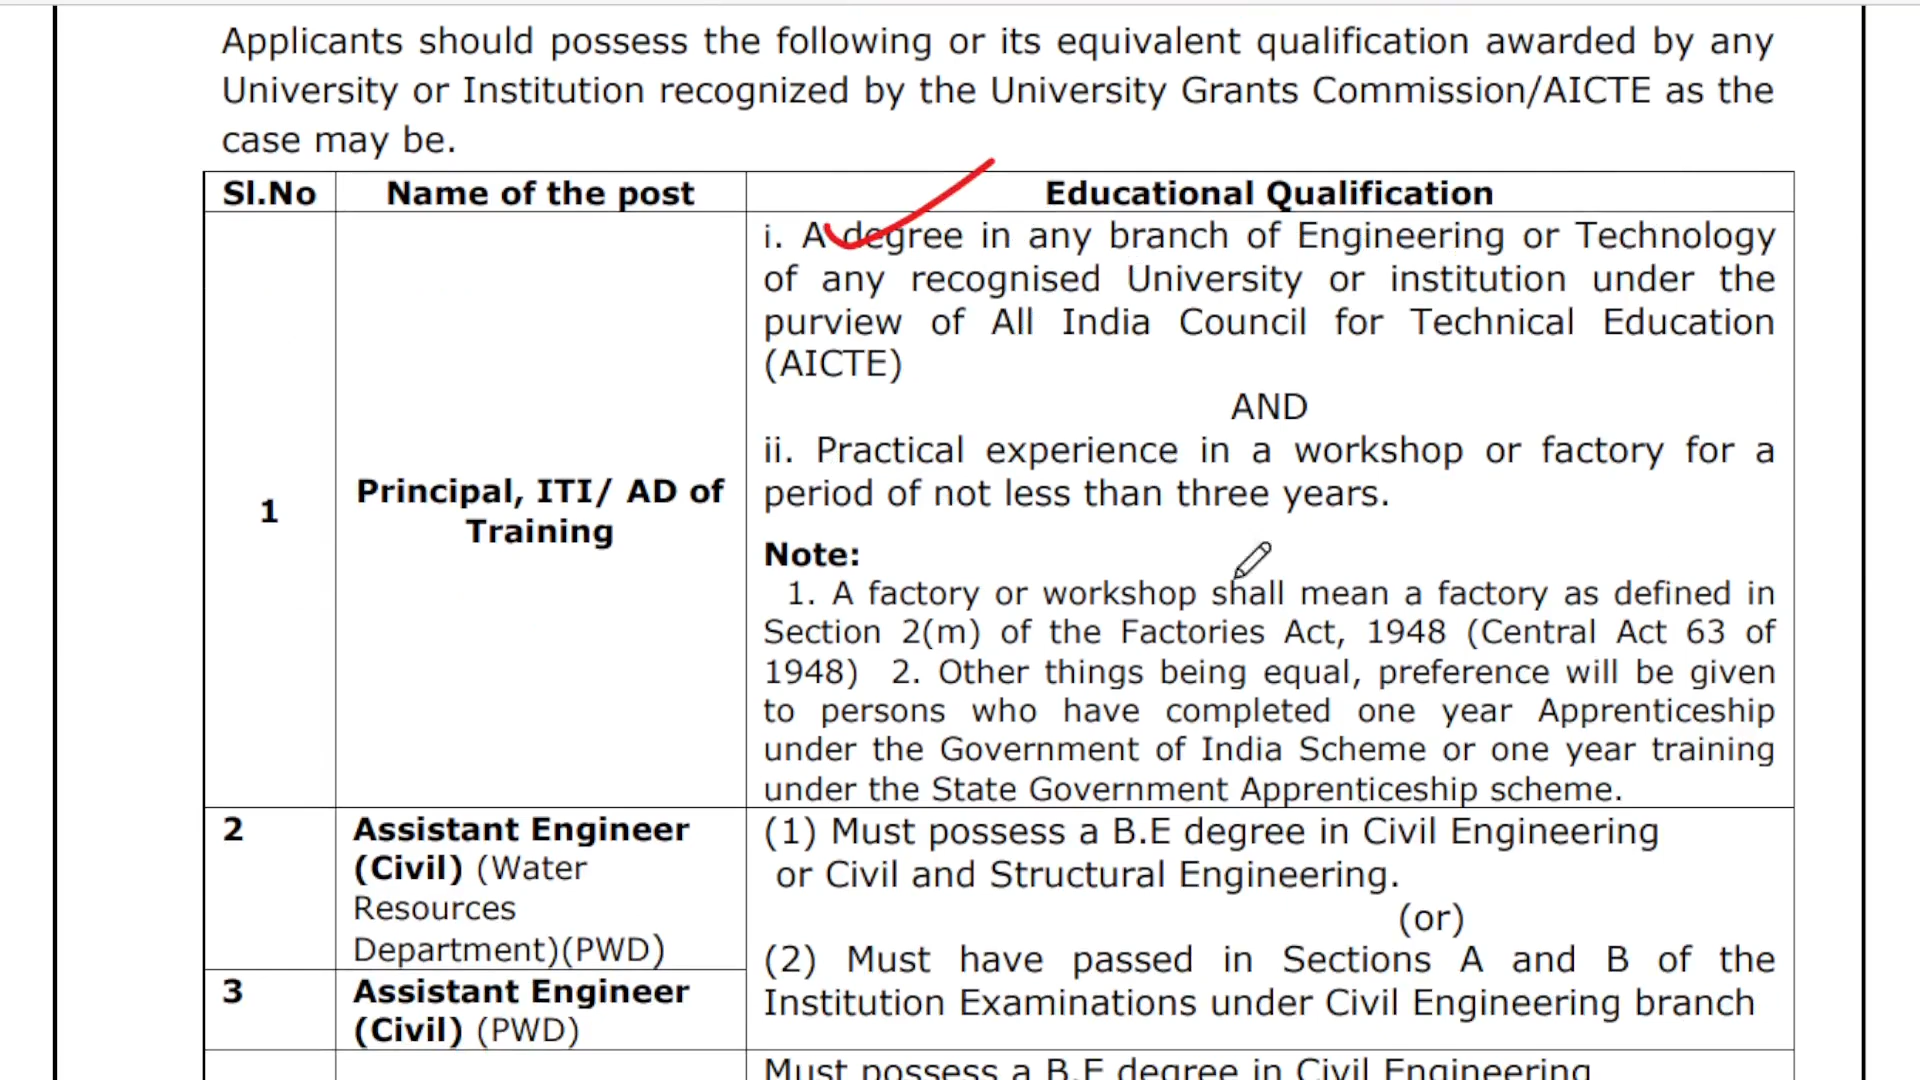 Applicants should possess the following or its equivalent qualification awarded by any
University or Institution recognized by the University Grants Commission/AICTE as the
case may be.
Sl.No Name of the post Educational Qualification
1
Principal, ITI/ AD of
Training
i. A degree in any branch of Engineering or Technology
of any recognised University or institution under the
purview of All India Council for Technical Education
(AICTE)
AND
ii. Practical experience in a workshop or factory for a
period of not less than three years.
Note:
1. A factory or workshop shall mean a factory as defined in
Section 2(m) of the Factories Act, 1948 (Central Act 63 of
1948) 2. Other things being equal, preference will be given
to persons who have completed one year Apprenticeship
under the Government of India Scheme or one year training
under the State Government Apprenticeship scheme.
2
Assistant Engineer
(Civil) (Water
Resources
Department)(PWD)
3
Assistant Engineer
(Civil) (PWD)
(1) Must possess a B.E degree in Civil Engineering
or Civil and Structural Engineering.
(or)
(2) Must have passed in Sections A and B of the
Institution Examinations under Civil Engineering branch
Must possess a B.E degree in Civil Engineering